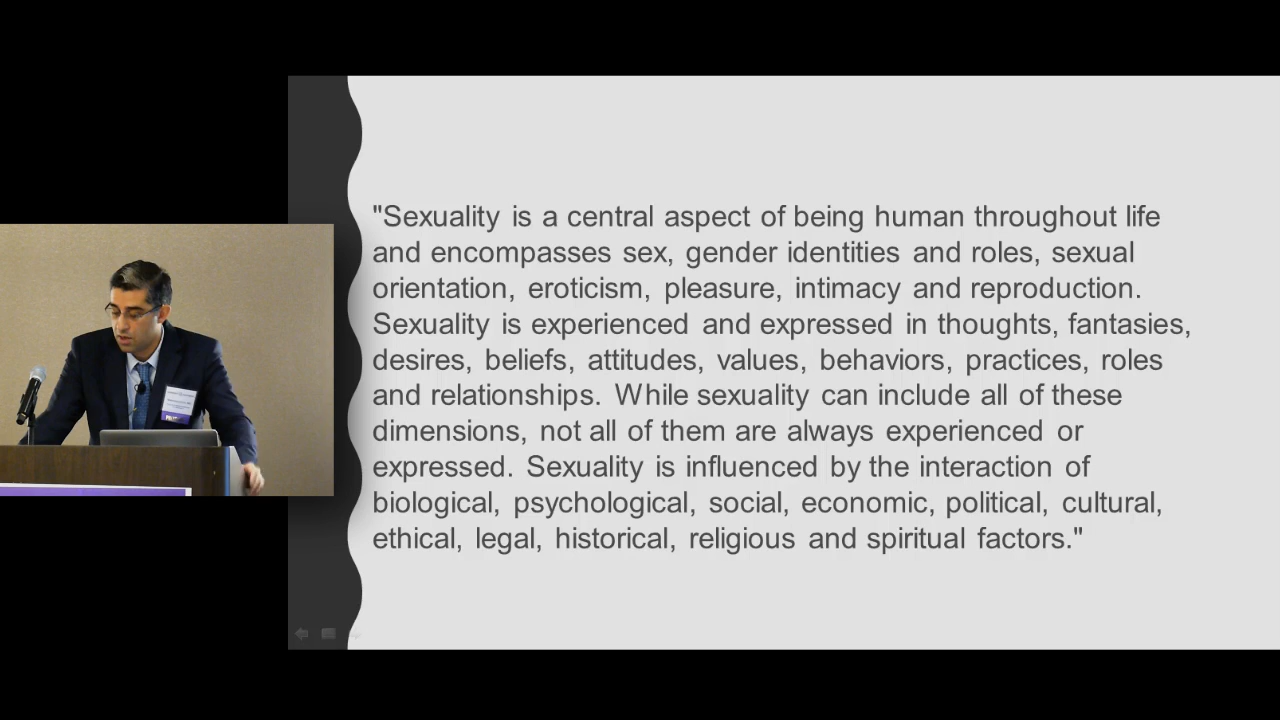 "Sexuality is a central aspect of being human throughout life
and encompasses sex, gender identities and roles, sexual
orientation, eroticism, pleasure, intimacy and reproduction.
Sexuality is experienced and expressed in thoughts, fantasies,
desires, beliefs, attitudes, values, behaviors, practices, roles
and relationships. While sexuality can include all of these
dimensions, not all of them are always experienced or
expressed. Sexuality is influenced by the interaction of
biological, psychological, social, economic, political, cultural,
ethical, legal, historical, religious and spiritual factors."